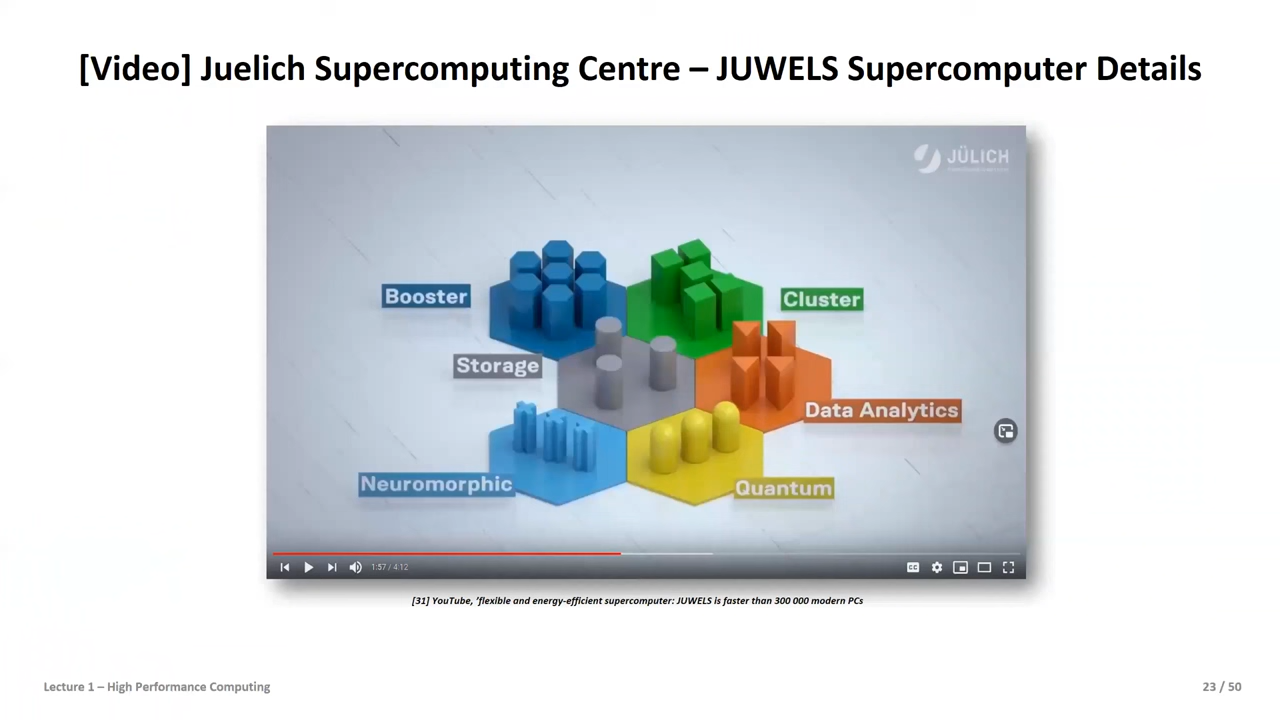 [Video] Juelich Supercomputing Centre – JUWELS Supercomputer Details
JÜLICH
Booster
Cluster
Storage
Data Analytics
Neuromorphic
Quantum
1:57 / 4:12
CC
[31] YouTube, 'flexible and energy-efficient supercomputer: JUWELS is faster than 300 000 modern PCs
Lecture 1 – High Performance Computing
23 / 50